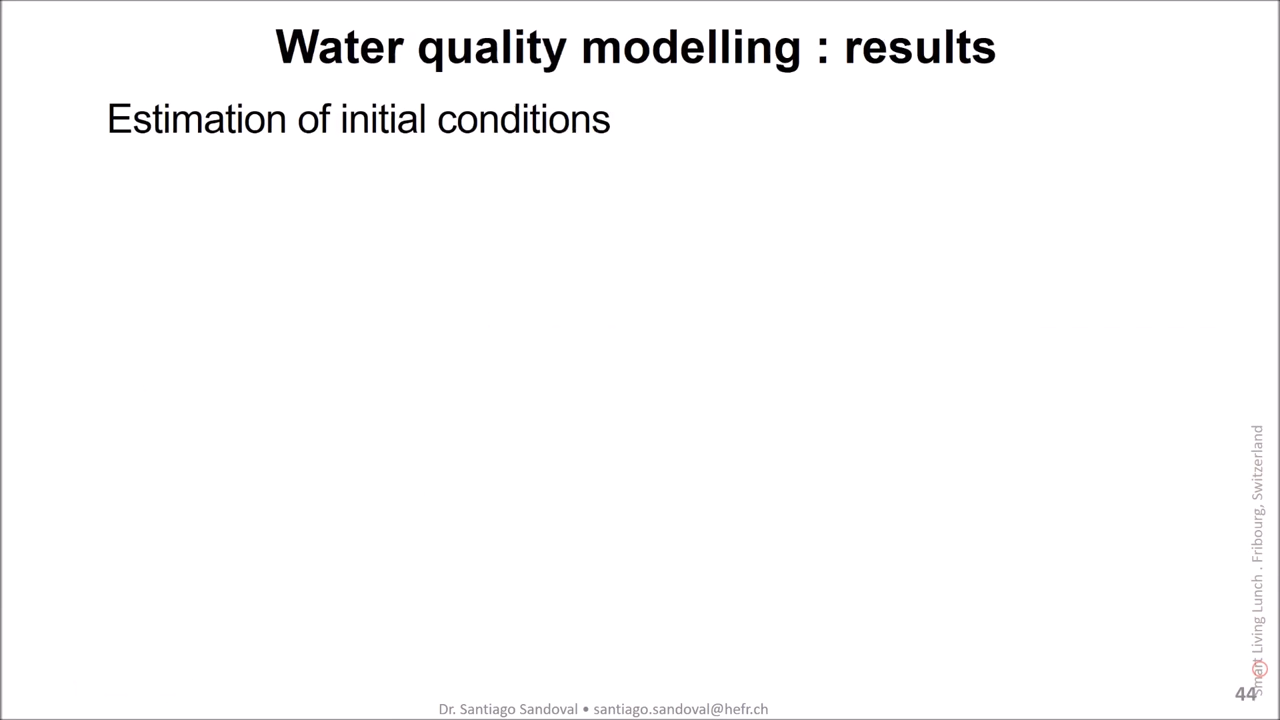 Water quality modelling : results
Estimation of initial conditions
Smart Living Lunch . Fribourg, Switzerland
44
Dr. Santiago Sandoval • santiago.sandoval@hefr.ch